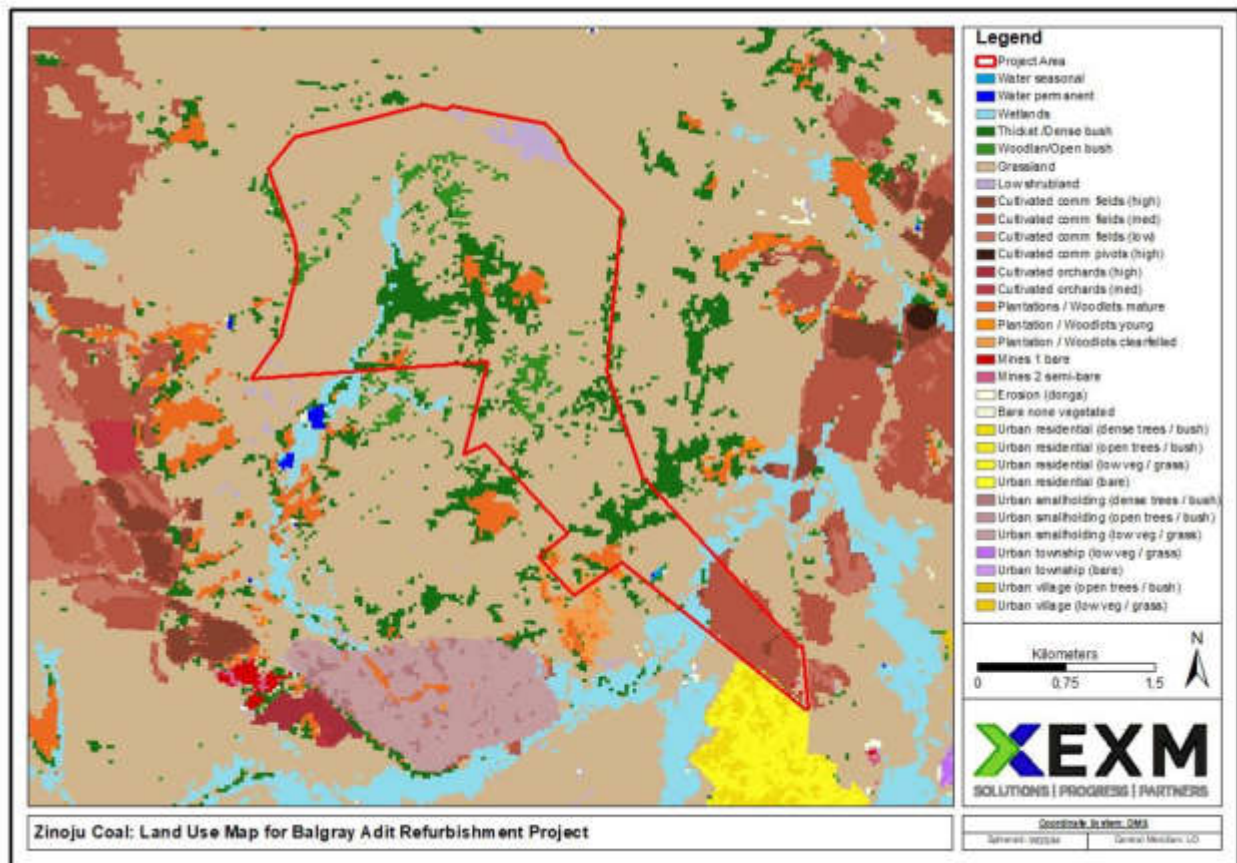 Legend
Project Area
Water seasonal
Water permanent
Wetlands
Thicket /Dense bush
Woodlan/Open bush
Grassland
Low shrubland
Cultivated comm fields (high)
Cultivated comm fields (med)
Cultivated comm fields (low)
Cultivated comm pivots (high)
Cultivated orchards (high)
Cultivated orchards (med)
Plantations / Woodlots mature
Plantation / Woodlots young
Plantation / Woodlots clearfelled
Mines 1 bare
Mines 2 semi-bare
Erosion (donga)
Bare none vegetated
Urban residential (dense trees / bush)
Urban residential (open trees / bush)
Urban residential (low veg / grass)
Urban residential (bare)
Urban smallholding (dense trees / bush)
Urban smallholding (open trees / bush)
Urban smallholding (low veg / grass)
Urban township (low veg / grass)
Urban township (bare)
Urban village (open trees / bush)
Urban village (low veg / grass)
Kilometers
0 0.75 1.5
N
EXM
SOLUTIONS | PROGRESS | PARTNERS
Zinoju Coal: Land Use Map for Balgray Adit Refurbishment Project
Coordinate System: DMS
Central Meridian: LO